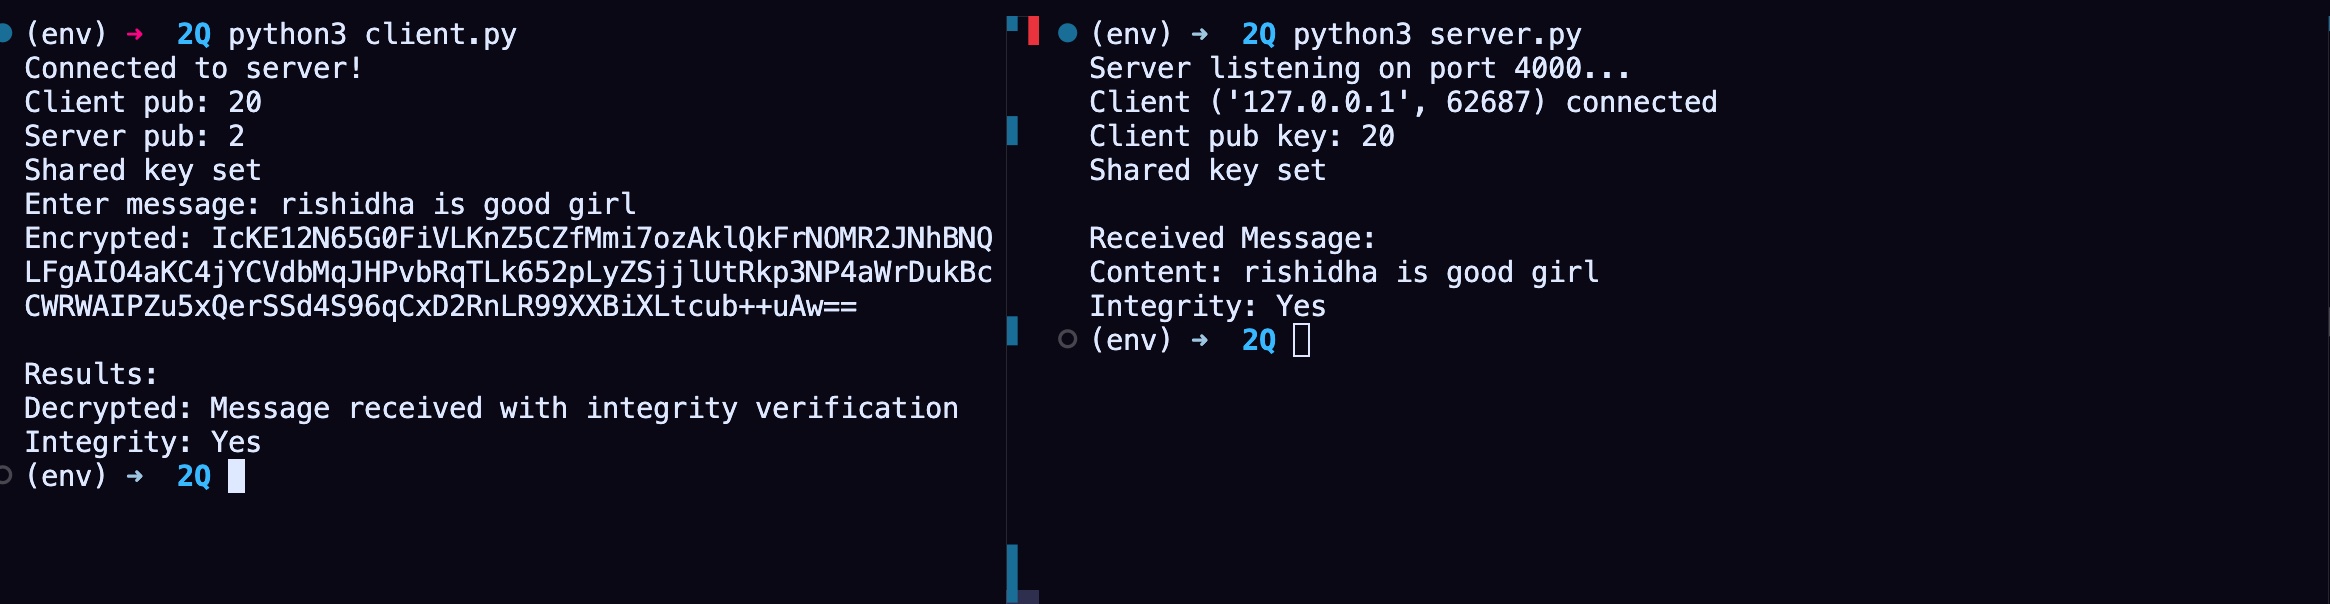 (env) ➜ 2Q python3 client.py
Connected to server!
Client pub: 20
Server pub: 2
Shared key set
Enter message: rishidha is good girl
Encrypted: IcKE12N65G0FiVLKnZ5CZfMmi7ozAklQkFrNOMR2JNhBNQ
LFgAIO4aKC4jYCVdbMqJHPvbRqTLk652pLyZSjjlUtRkp3NP4aWrDukBc
CWRWAIPZu5xQerSSd4S96qCxD2RnLR99XXBiXLtcub++uAw==
Results:
Decrypted: Message received with integrity verification
Integrity: Yes
(env) ➜ 2Q
(env) ➜ 2Q python3 server.py
Server listening on port 4000...
Client ('127.0.0.1', 62687) connected
Client pub key: 20
Shared key set
Received Message:
Content: rishidha is good girl
Integrity: Yes
(env) ➜ 2Q